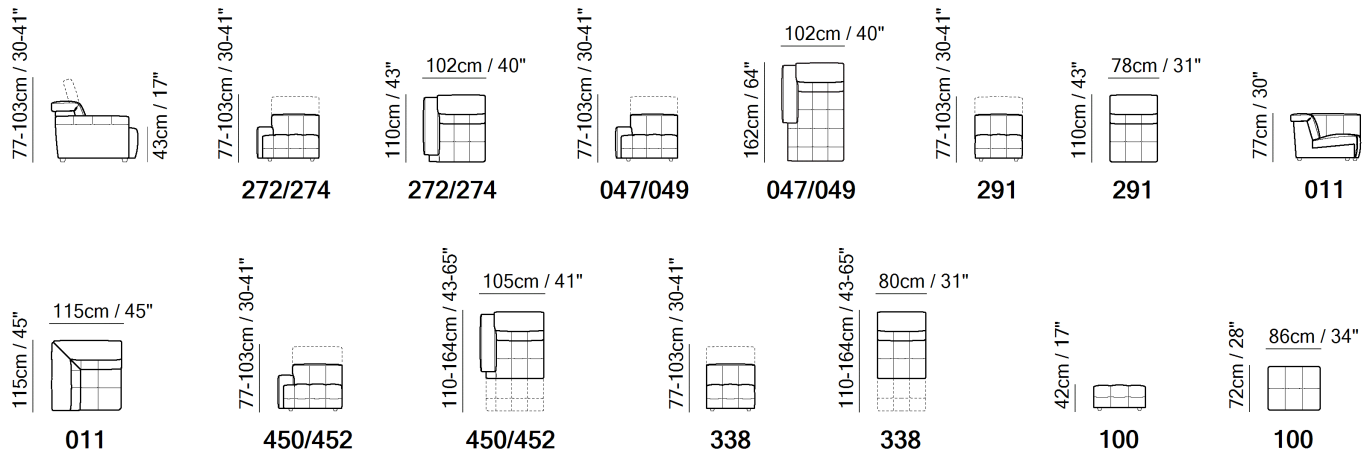 77-103cm / 30-41"
43cm / 17"
77-103cm / 30-41"
272/274
102cm / 40"
110cm / 43"
272/274
77-103cm / 30-41"
047/049
102cm / 40"
162cm / 64"
047/049
77-103cm / 30-41"
291
78cm / 31"
110cm / 43"
291
77cm / 30"
011
115cm / 45"
115cm / 45"
011
77-103cm / 30-41"
450/452
105cm / 41"
110-164cm / 43-65"
450/452
77-103cm / 30-41"
338
80cm / 31"
110-164cm / 43-65"
338
42cm / 17"
100
86cm / 34"
72cm / 28"
100